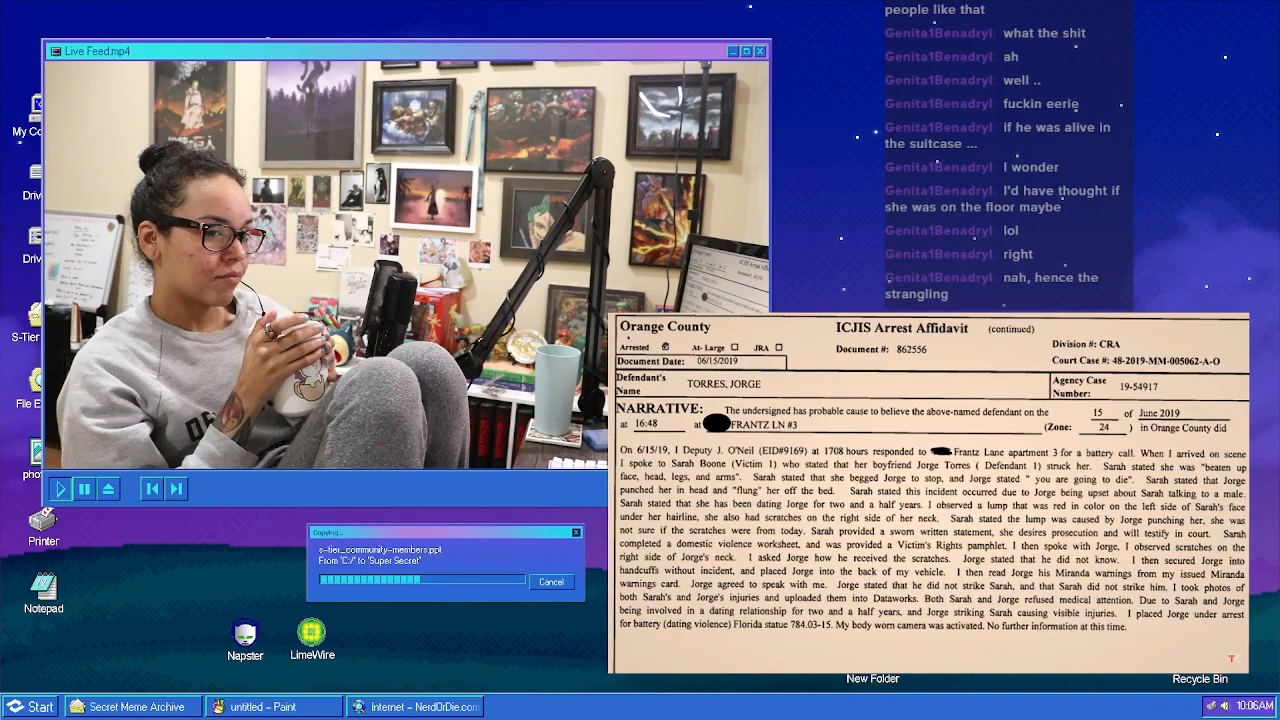 people like that
Genita1Benadryl: what the shit
Genita1Benadryl: ah
Genita1Benadryl: well ..
Genita1Benadryl: fuckin eerie
Genita1Benadryl: if he was alive in
the suitcase ...
Genita1Benadryl: I wonder
Genita1Benadryl: I'd have thought if
she was on the floor maybe
Genita1Benadryl: lol
Genita1Benadryl: right
Genita1Benadryl: nah, hence the
strangling
Live Feed.mp4
My Co
Driv
Driv
S-Tier
File E
pho
Printer
Notepad
Napster
LimeWire
Copying...
s-tier_community-members.ppt
From 'C:/' to 'Super Secret'
Cancel
Orange County
ICJIS Arrest Affidavit (continued)
Arrested At- Large JRA
Document #: 862556
Division #: CRA
Document Date: 06/15/2019
Court Case #: 48-2019-MM-005062-A-O
Defendant's
Name
TORRES, JORGE
Agency Case
Number:
19-54917
NARRATIVE: The undersigned has probable cause to believe the above-named defendant on the 15 of June 2019
at 16:48 at FRANTZ LN #3 (Zone: 24 ) in Orange County did
On 6/15/19, I Deputy J. O'Neil (EID#9169) at 1708 hours responded to Frantz Lane apartment 3 for a battery call. When I arrived on scene
I spoke to Sarah Boone (Victim 1) who stated that her boyfriend Jorge Torres ( Defendant 1) struck her. Sarah stated she was "beaten up
face, head, legs, and arms". Sarah stated that she begged Jorge to stop, and Jorge stated " you are going to die". Sarah stated that Jorge
punched her in head and "flung" her off the bed. Sarah stated this incident occurred due to Jorge being upset about Sarah talking to a male.
Sarah stated that she has been dating Jorge for two and a half years. I observed a lump that was red in color on the left side of Sarah's face
under her hairline, she also had scratches on the right side of her neck. Sarah stated the lump was caused by Jorge punching her, she was
not sure if the scratches were from today. Sarah provided a sworn written statement, she desires prosecution and will testify in court. Sarah
completed a domestic violence worksheet, and was provided a Victim's Rights pamphlet. I then spoke with Jorge, I observed scratches on the
right side of Jorge's neck. I asked Jorge how he received the scratches. Jorge stated that he did not know. I then secured Jorge into
handcuffs without incident, and placed Jorge into the back of my vehicle. I then read Jorge his Miranda warnings from my issued Miranda
warnings card. Jorge agreed to speak with me. Jorge stated that he did not strike Sarah, and that Sarah did not strike him. I took photos of
both Sarah's and Jorge's injuries and uploaded them into Dataworks. Both Sarah and Jorge refused medical attention. Due to Sarah and Jorge
being involved in a dating relationship for two and a half years, and Jorge striking Sarah causing visible injuries. I placed Jorge under arrest
for battery (dating violence) Florida statue 784.03-15. My body worn camera was activated. No further information at this time.
TC
New Folder
Recycle Bin
Start
Secret Meme Archive
untitled - Paint
Internet - NerdOrDie.com
10:06AM